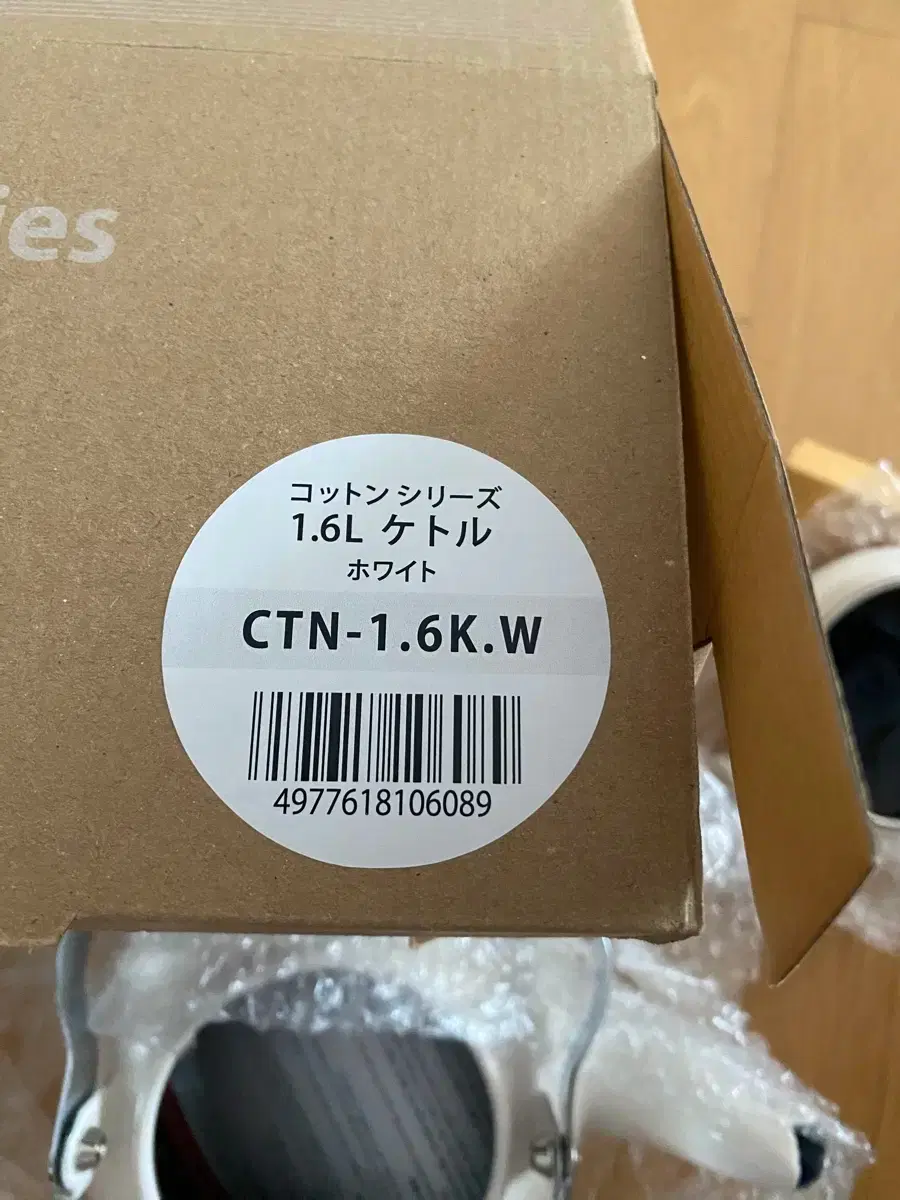 ies
コットン シリーズ
1.6L ケトル
ホワイト
CTN-1.6K.W
4977618106089